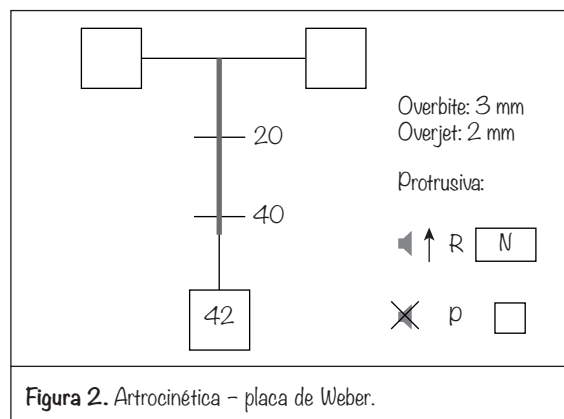 20
40
42
Overbite: 3 mm
Overjet: 2 mm
Protrusiva:
R N
P
Figura 2. Artrocinética – placa de Weber.